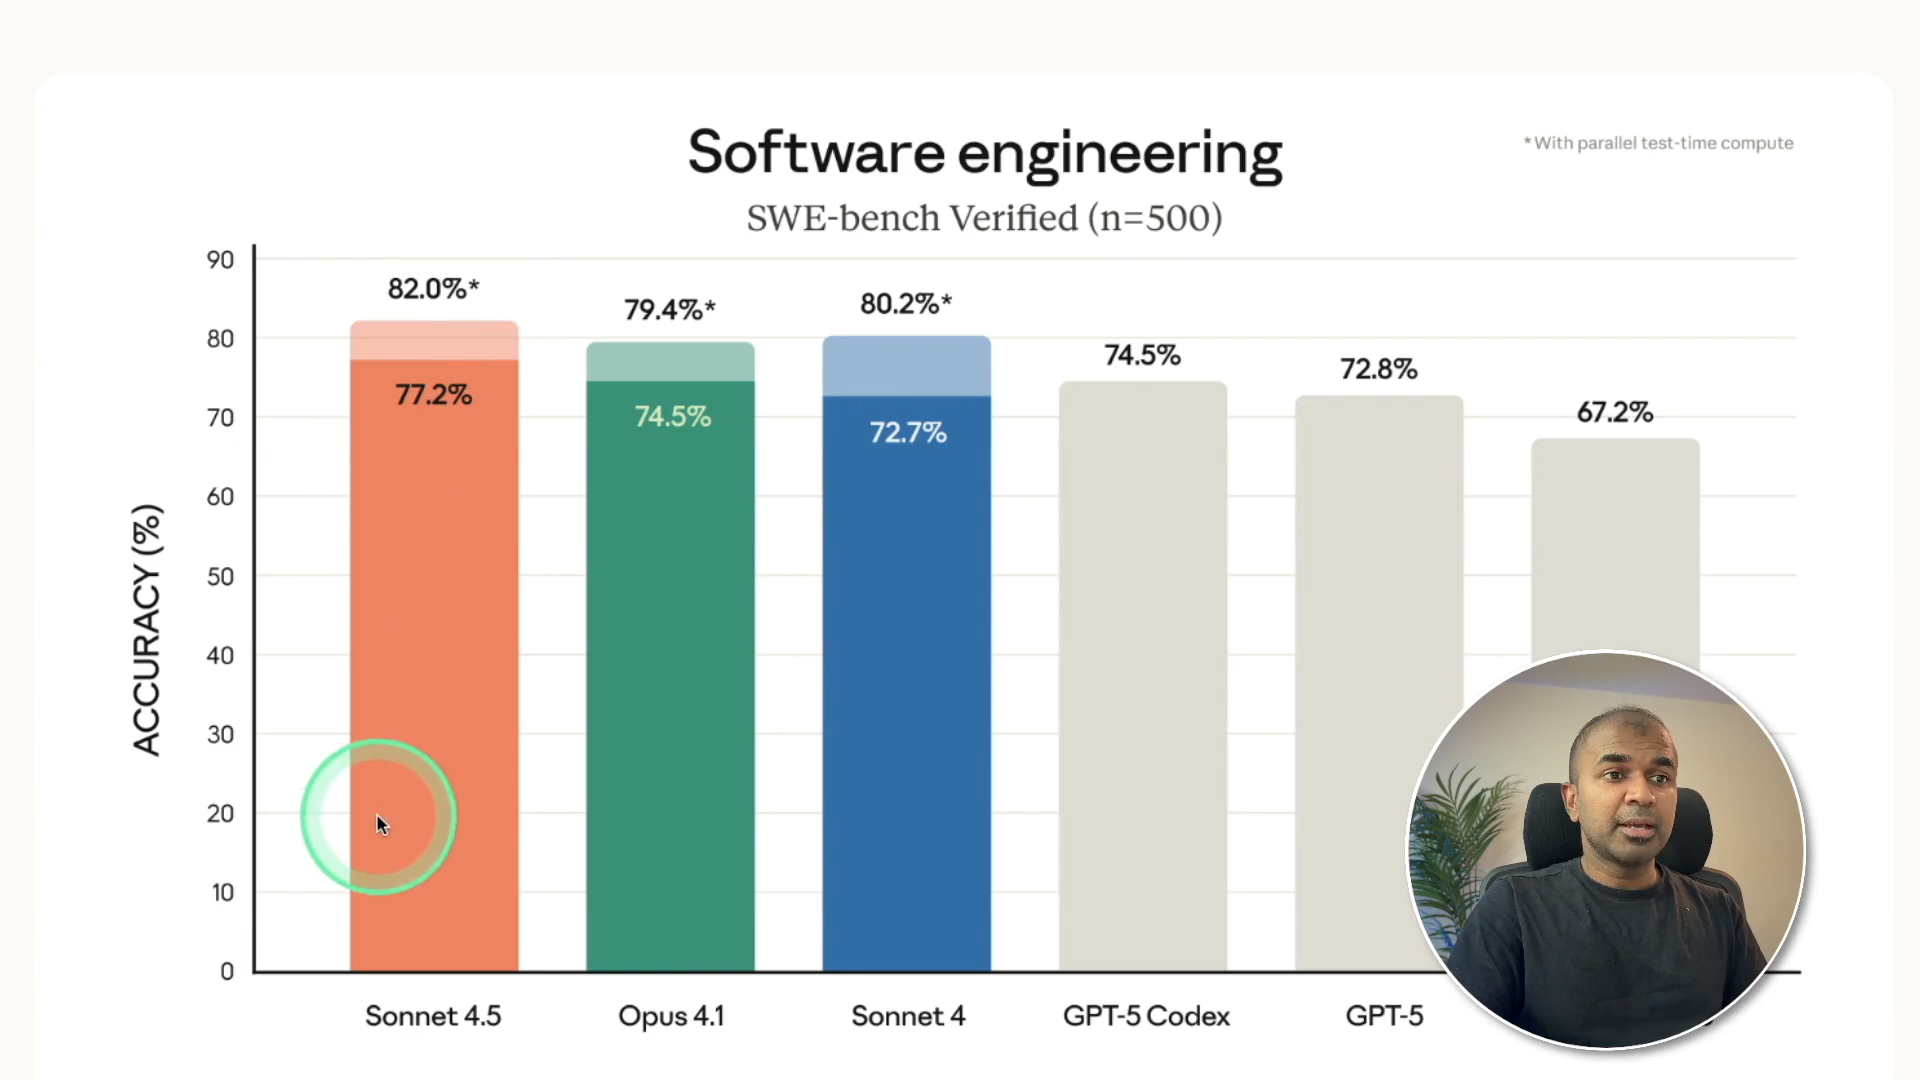 Software engineering
* With parallel test-time compute
SWE-bench Verified (n=500)
ACCURACY (%)
90
80
70
60
50
40
30
20
10
0
82.0%*
77.2%
79.4%*
74.5%
80.2%*
72.7%
74.5%
72.8%
67.2%
Sonnet 4.5
Opus 4.1
Sonnet 4
GPT-5 Codex
GPT-5